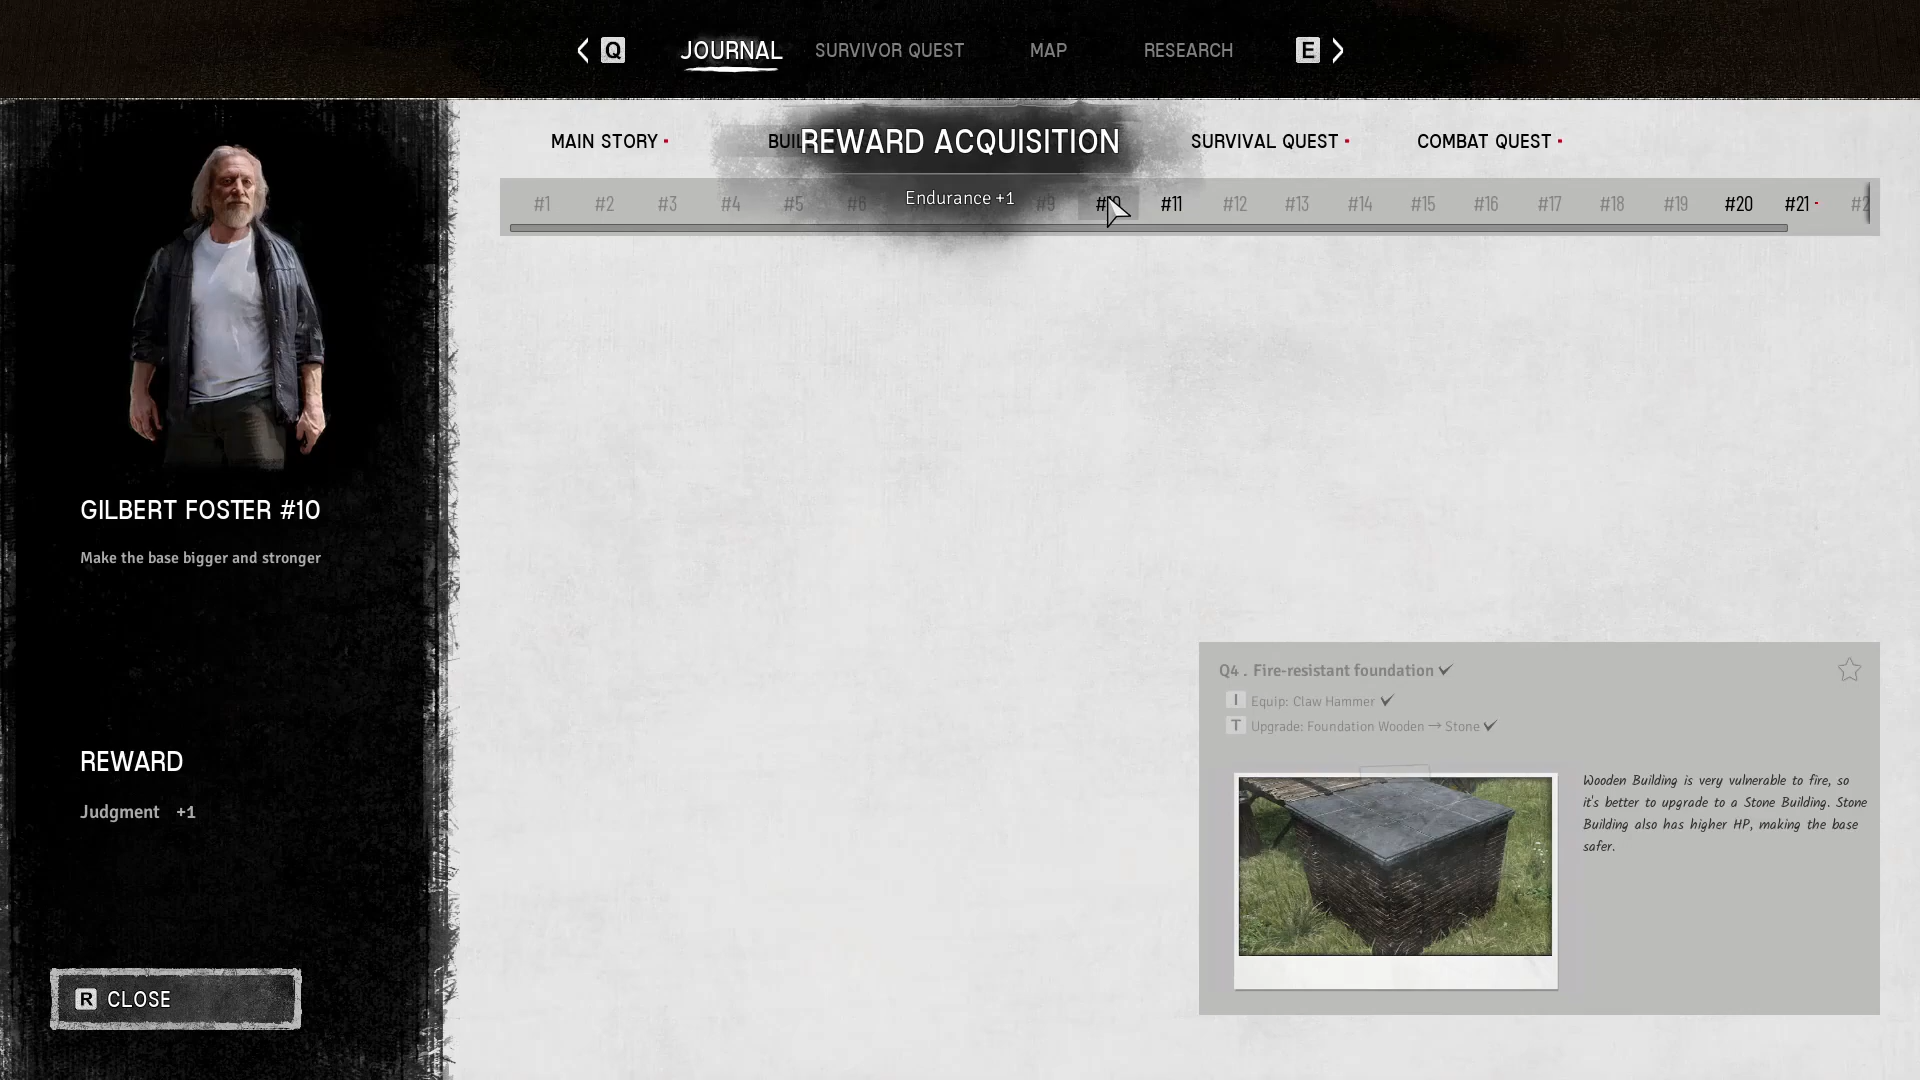 Q JOURNAL SURVIVOR QUEST MAP RESEARCH E
MAIN STORY REWARD ACQUISITION SURVIVAL QUEST COMBAT QUEST
#1 #2 #3 #4 #5 #6 Endurance +1 #9 #10 #11 #12 #13 #14 #15 #16 #17 #18 #19 #20 #21
GILBERT FOSTER #10
Make the base bigger and stronger
REWARD
Judgment +1
R CLOSE
Q4 . Fire-resistant foundation
I Equip: Claw Hammer
T Upgrade: Foundation Wooden → Stone
Wooden Building is very vulnerable to fire, so
it's better to upgrade to a Stone Building. Stone
Building also has higher HP, making the base
safer.